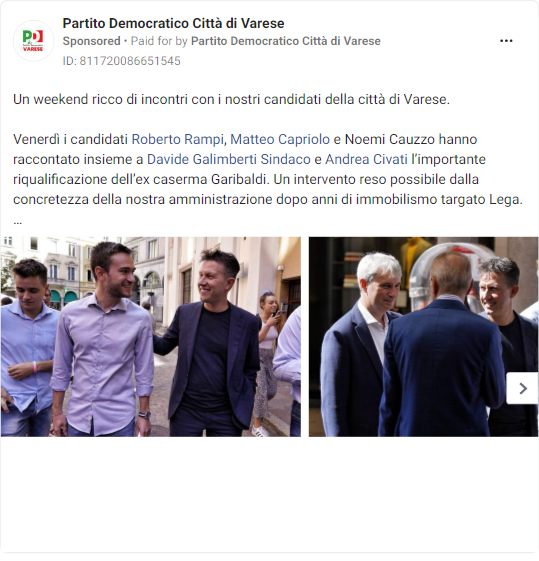 Partito Democratico Città di Varese
Sponsored • Paid for by Partito Democratico Città di Varese
ID: 811720086651545
PD
VARESE
Un weekend ricco di incontri con i nostri candidati della città di Varese.
Venerdì i candidati Roberto Rampi, Matteo Capriolo e Noemi Cauzzo hanno
raccontato insieme a Davide Galimberti Sindaco e Andrea Civati l’importante
riqualificazione dell’ex caserma Garibaldi. Un intervento reso possibile dalla
concretezza della nostra amministrazione dopo anni di immobilismo targato Lega.
...